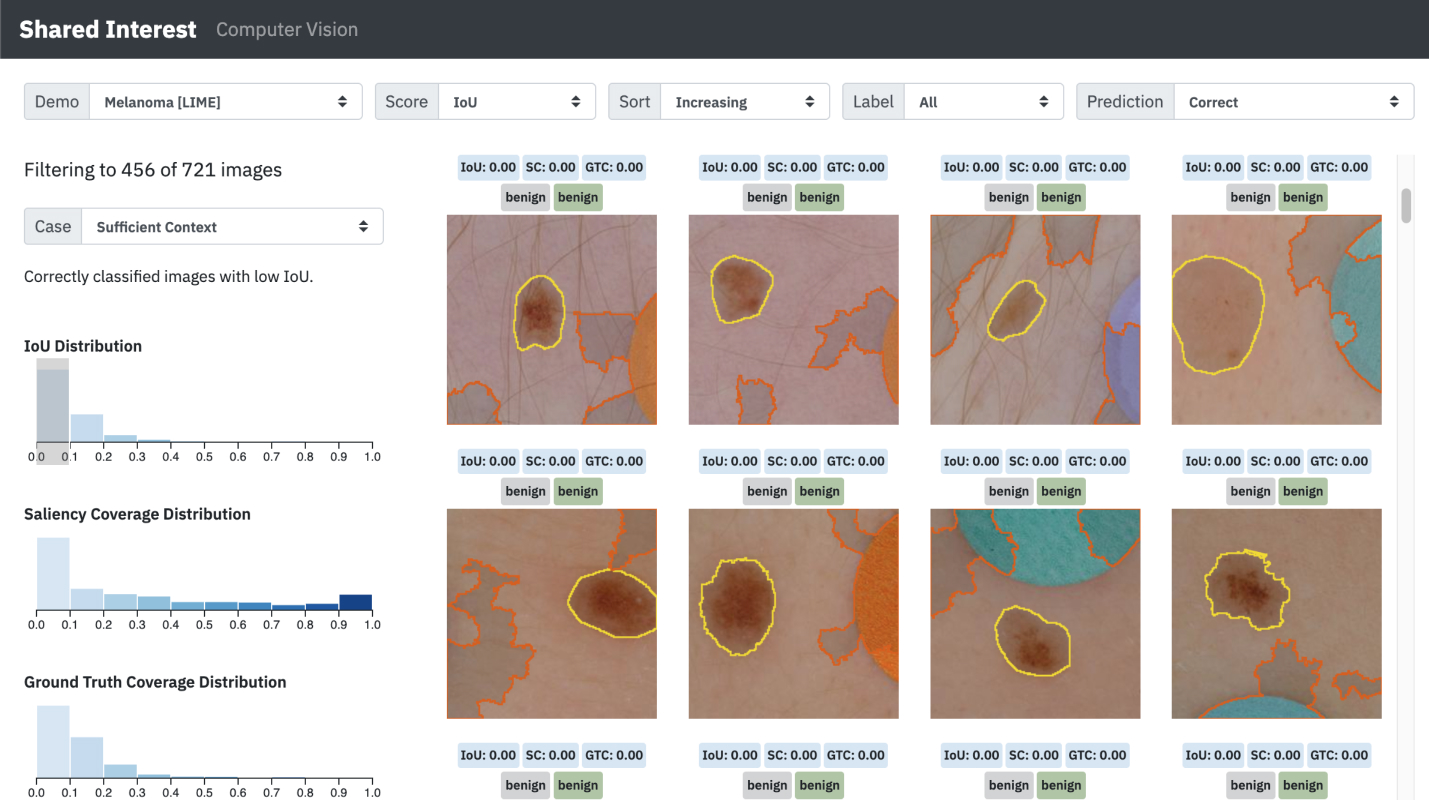 Shared Interest Computer Vision
Demo Melanoma [LIME] Score IoU Sort Increasing Label All Prediction Correct
Filtering to 456 of 721 images
Case Sufficient Context
Correctly classified images with low IoU.
IoU Distribution
0.0 0.1 0.2 0.3 0.4 0.5 0.6 0.7 0.8 0.9 1.0
Saliency Coverage Distribution
0.0 0.1 0.2 0.3 0.4 0.5 0.6 0.7 0.8 0.9 1.0
Ground Truth Coverage Distribution
0.0 0.1 0.2 0.3 0.4 0.5 0.6 0.7 0.8 0.9 1.0
IoU: 0.00 SC: 0.00 GTC: 0.00 IoU: 0.00 SC: 0.00 GTC: 0.00 IoU: 0.00 SC: 0.00 GTC: 0.00 IoU: 0.00 SC: 0.00 GTC: 0.00
benign benign benign benign benign benign benign benign
IoU: 0.00 SC: 0.00 GTC: 0.00 IoU: 0.00 SC: 0.00 GTC: 0.00 IoU: 0.00 SC: 0.00 GTC: 0.00 IoU: 0.00 SC: 0.00 GTC: 0.00
benign benign benign benign benign benign benign benign
IoU: 0.00 SC: 0.00 GTC: 0.00 IoU: 0.00 SC: 0.00 GTC: 0.00 IoU: 0.00 SC: 0.00 GTC: 0.00 IoU: 0.00 SC: 0.00 GTC: 0.00
benign benign benign benign benign benign benign benign